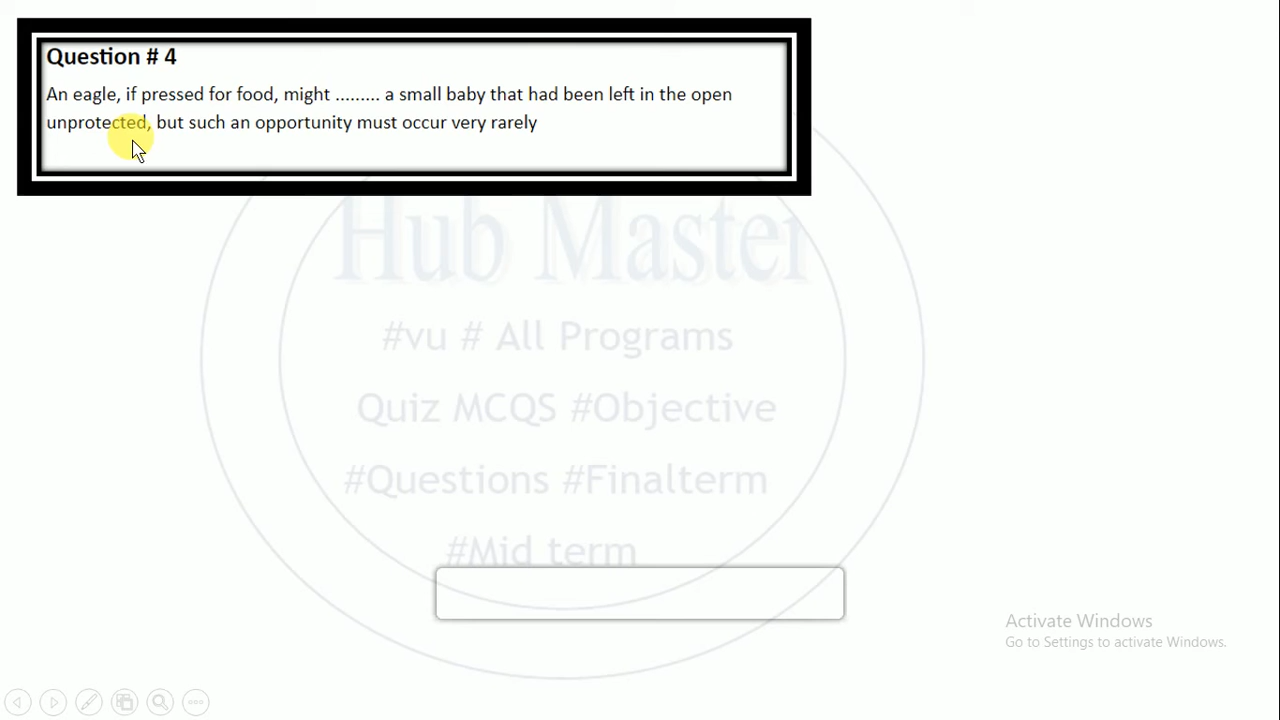 Question # 4
An eagle, if pressed for food, might ......... a small baby that had been left in the open
unprotected, but such an opportunity must occur very rarely
Hub Master
#vu # All Programs
Quiz MCQS #Objective
#Questions #Finalterm
#Mid term
Activate Windows
Go to Settings to activate Windows.